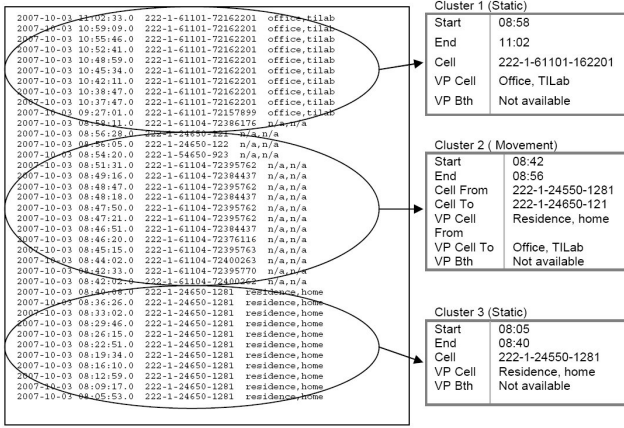 2007-10-03 11:02:33.0 222-1-61101-72162201 office,tilab
2007-10-03 10:59:09.0 222-1-61101-72162201 office,tilab
2007-10-03 10:55:46.0 222-1-61101-72162201 office,tilab
2007-10-03 10:52:41.0 222-1-61101-72162201 office,tilab
2007-10-03 10:48:59.0 222-1-61101-72162201 office,tilab
2007-10-03 10:45:34.0 222-1-61101-72162201 office,tilab
2007-10-03 10:42:11.0 222-1-61101-72162201 office,tilab
2007-10-03 10:38:47.0 222-1-61101-72162201 office,tilab
2007-10-03 10:37:47.0 222-1-61101-72162201 office,tilab
2007-10-03 09:27:01.0 222-1-61101-72157899 office,tilab
2007-10-03 08:58:11.0 222-1-61104-72386176 n/a,n/a
2007-10-03 08:56:28.0 222-1-24650-121 n/a,n/a
2007-10-03 08:56:05.0 222-1-24650-122 n/a,n/a
2007-10-03 08:54:20.0 222-1-54650-923 n/a,n/a
2007-10-03 08:51:31.0 222-1-61104-72395762 n/a,n/a
2007-10-03 08:49:16.0 222-1-61104-72384437 n/a,n/a
2007-10-03 08:48:47.0 222-1-61104-72395762 n/a,n/a
2007-10-03 08:48:18.0 222-1-61104-72384437 n/a,n/a
2007-10-03 08:47:50.0 222-1-61104-72395762 n/a,n/a
2007-10-03 08:47:21.0 222-1-61104-72395762 n/a,n/a
2007-10-03 08:46:51.0 222-1-61104-72384437 n/a,n/a
2007-10-03 08:46:20.0 222-1-61104-72376116 n/a,n/a
2007-10-03 08:45:15.0 222-1-61104-72395763 n/a,n/a
2007-10-03 08:44:02.0 222-1-61104-72400263 n/a,n/a
2007-10-03 08:42:33.0 222-1-61104-72395770 n/a,n/a
2007-10-03 08:42:02.0 222-1-61104-72400262 n/a,n/a
2007-10-03 08:40:08.0 222-1-24650-1281 residence,home
2007-10-03 08:36:26.0 222-1-24650-1281 residence,home
2007-10-03 08:33:02.0 222-1-24650-1281 residence,home
2007-10-03 08:29:46.0 222-1-24650-1281 residence,home
2007-10-03 08:26:15.0 222-1-24650-1281 residence,home
2007-10-03 08:22:51.0 222-1-24650-1281 residence,home
2007-10-03 08:19:34.0 222-1-24650-1281 residence,home
2007-10-03 08:16:10.0 222-1-24650-1281 residence,home
2007-10-03 08:12:59.0 222-1-24650-1281 residence,home
2007-10-03 08:09:17.0 222-1-24650-1281 residence,home
2007-10-03 08:05:53.0 222-1-24650-1281 residence,home
Cluster 1 (Static)
Start 08:58
End 11:02
Cell 222-1-61101-162201
VP Cell Office, TILab
VP Bth Not available
Cluster 2 ( Movement)
Start 08:42
End 08:56
Cell From 222-1-24550-1281
Cell To 222-1-24650-121
VP Cell Residence, home
From
VP Cell To Office, TILab
VP Bth Not available
Cluster 3 (Static)
Start 08:05
End 08:40
Cell 222-1-24550-1281
VP Cell Residence, home
VP Bth Not available